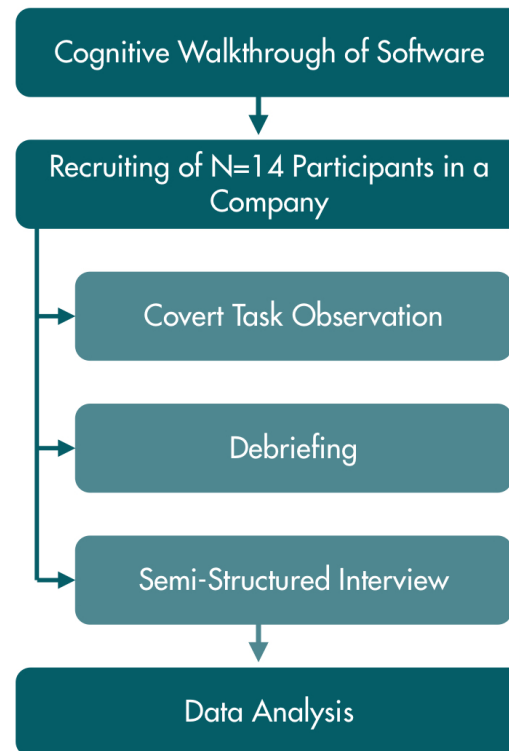 Cognitive Walkthrough of Software
Recruiting of N=14 Participants in a
Company
Covert Task Observation
Debriefing
Semi-Structured Interview
Data Analysis